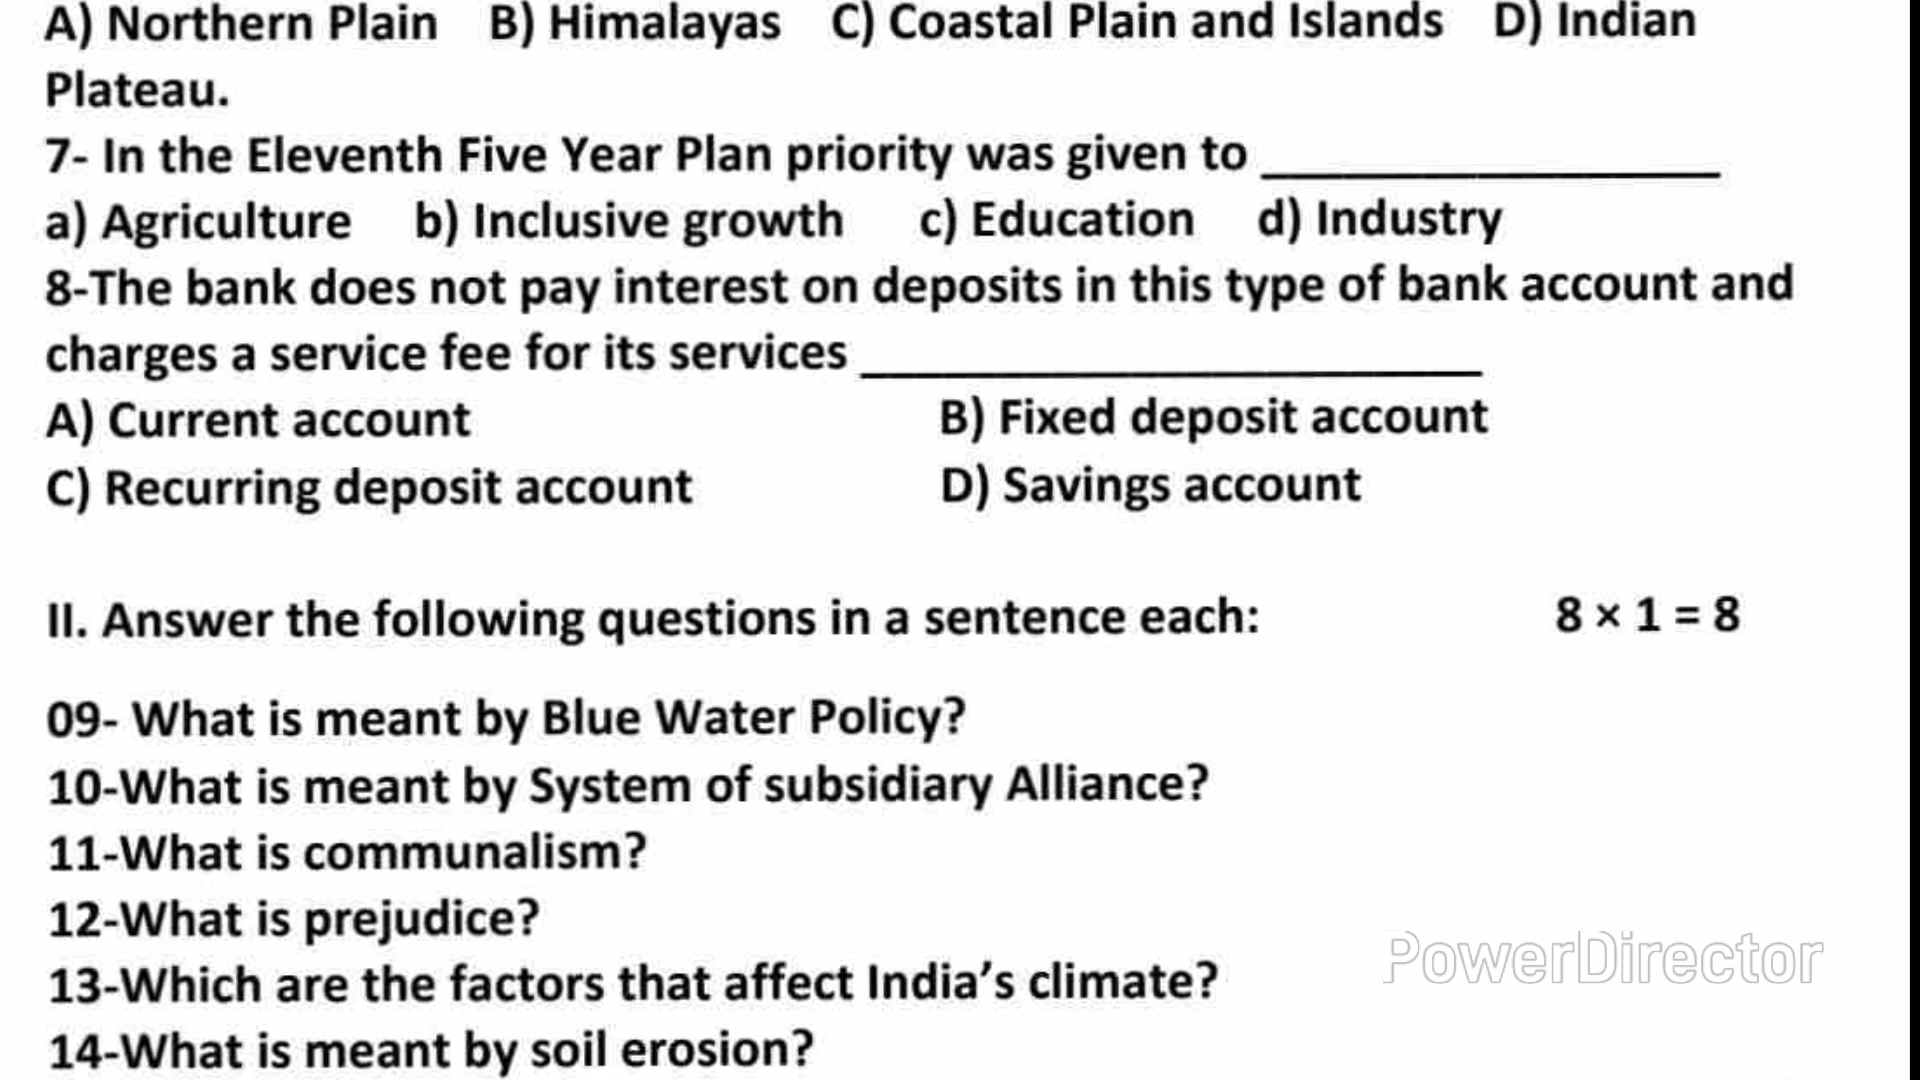 A) Northern Plain B) Himalayas C) Coastal Plain and Islands D) Indian
Plateau.
7- In the Eleventh Five Year Plan priority was given to ________________
a) Agriculture b) Inclusive growth c) Education d) Industry
8-The bank does not pay interest on deposits in this type of bank account and
charges a service fee for its services ______________________
A) Current account B) Fixed deposit account
C) Recurring deposit account D) Savings account
II. Answer the following questions in a sentence each: 8 × 1 = 8
09- What is meant by Blue Water Policy?
10-What is meant by System of subsidiary Alliance?
11-What is communalism?
12-What is prejudice?
13-Which are the factors that affect India’s climate?
PowerDirector
14-What is meant by soil erosion?